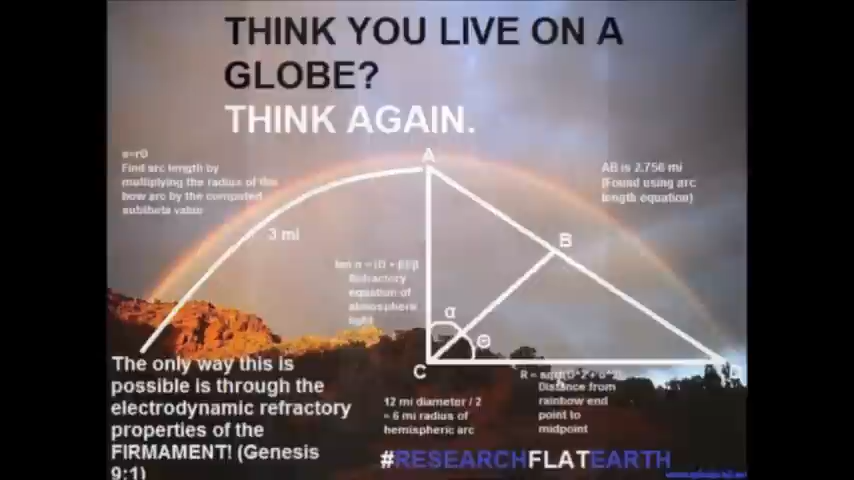 THINK YOU LIVE ON A
GLOBE?
THINK AGAIN.
Find arc length by
multiplying the radius of the
bow arc by the computed
value
A
AB is 2,756 mi
(Found using arc
length equation)
3 mi
B
Refractory
equation of
atmosphere
light
α
Θ
C
D
The only way this is
possible is through the
electrodynamic refractory
properties of the
FIRMAMENT! (Genesis
9:1)
12 mi diameter / 2
= 6 mi radius of
hemispheric arc
Distance from
rainbow end
point to
midpoint
#RESEARCHFLATEARTH